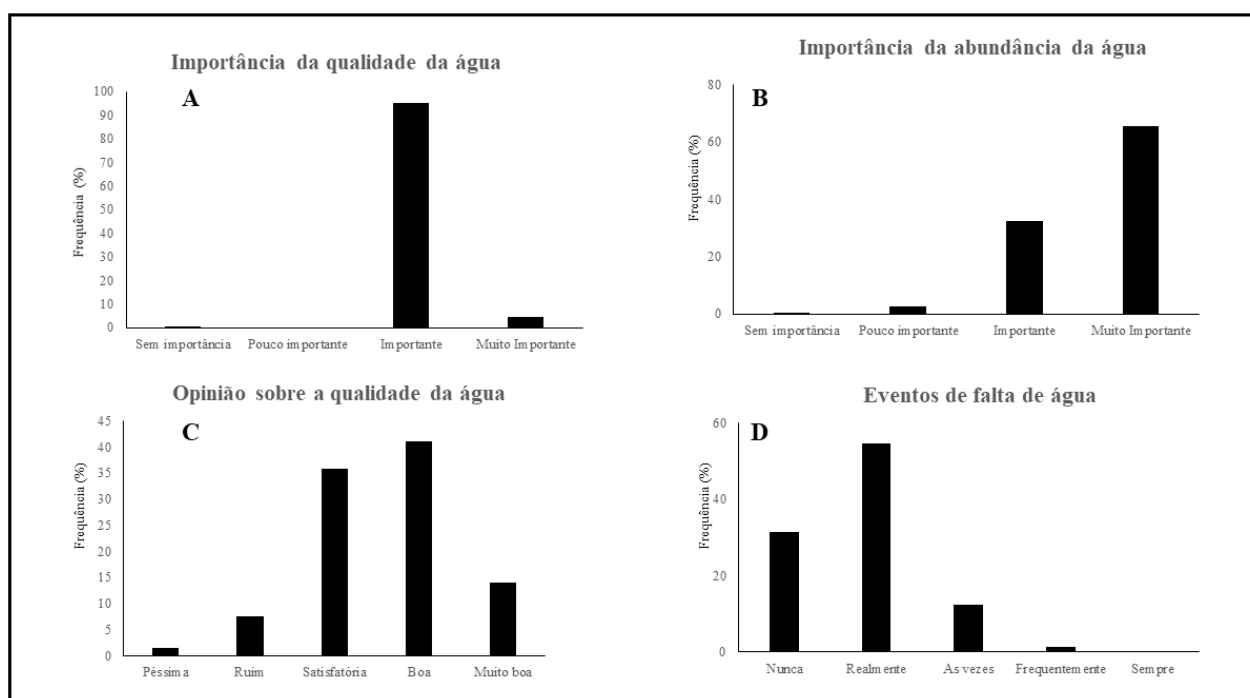 Importância da qualidade da água
A
Frequência (%)
100
90
80
70
60
50
40
30
20
10
0
Sem importância Pouco importante Importante Muito Importante
Importância da abundância da água
B
Frequência (%)
80
60
40
20
0
Sem importância Pouco importante Importante Muito Importante
Opinião sobre a qualidade da água
C
Frequência (%)
45
40
35
30
25
20
15
10
5
0
Péssima Ruim Satisfatória Boa Muito boa
Eventos de falta de água
D
Frequência (%)
60
40
20
0
Nunca Realmente As vezes Frequentemente Sempre